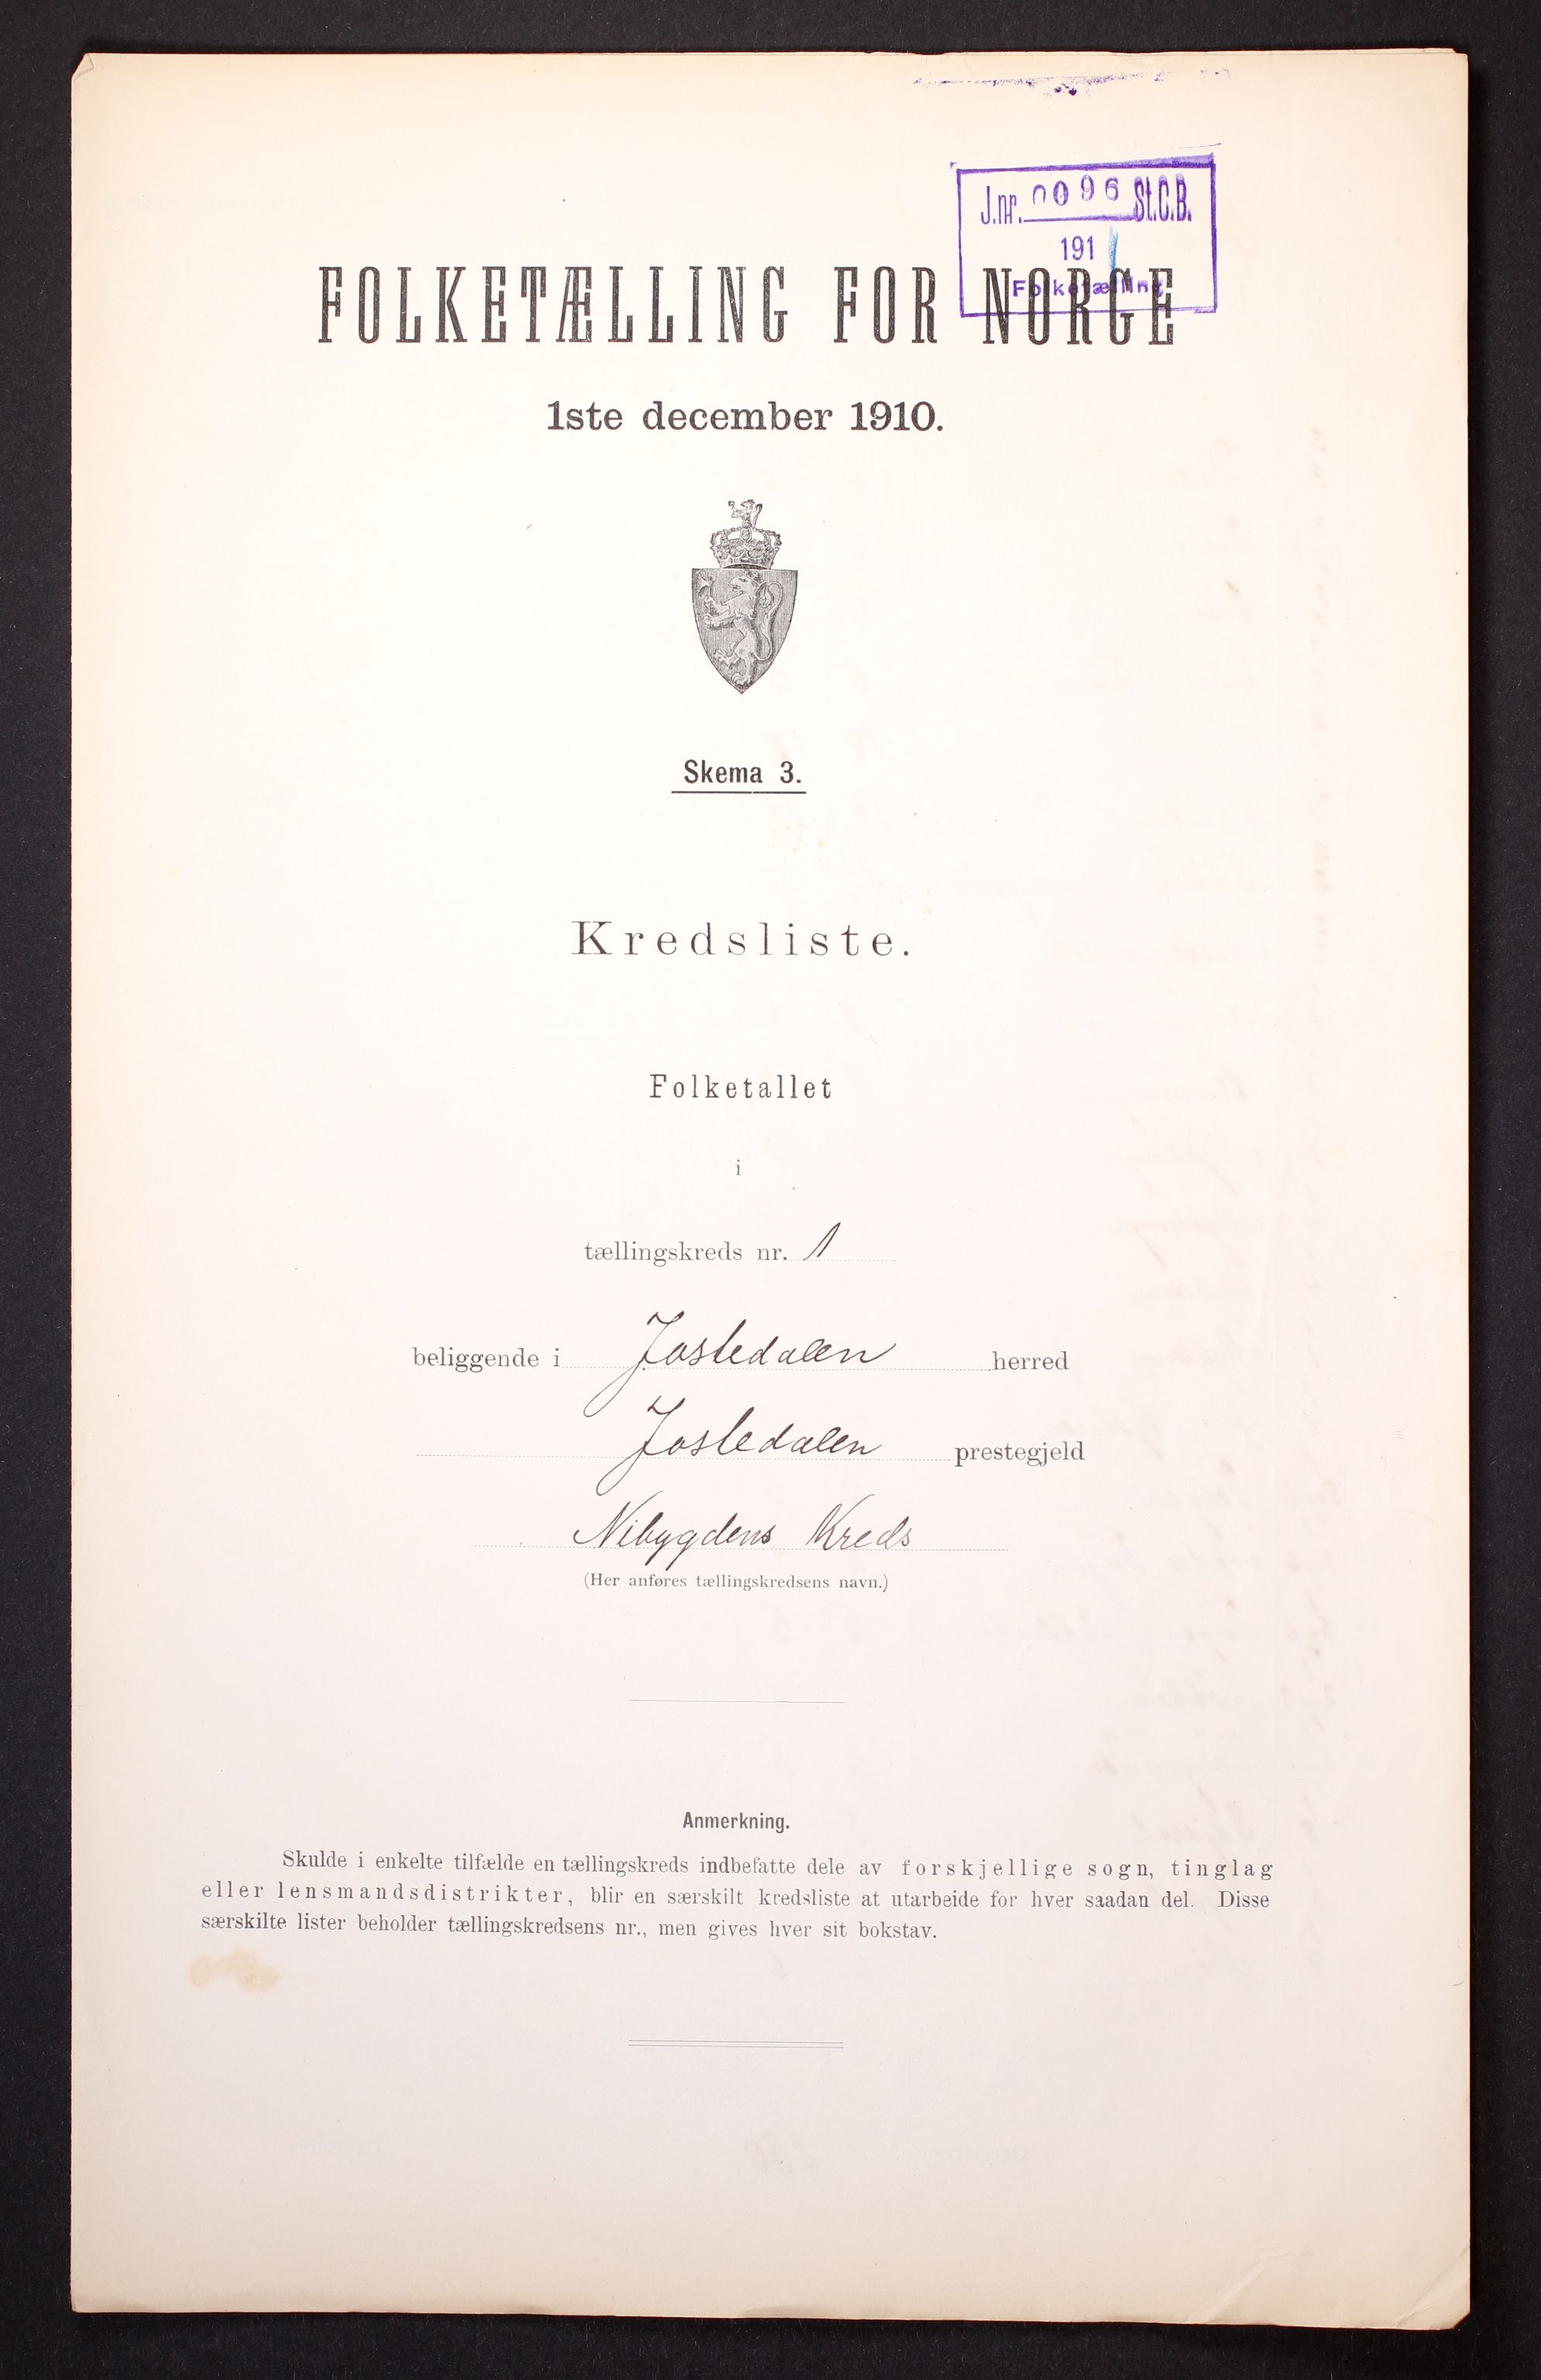 J.nr. 0096 St.C.B.
191
Folketælling
FOLKETÆLLING FOR NORGE
1ste december 1910.
Skema 3.
Kredsliste.
Folketallet
i
tællingskreds nr. 1
beliggende i Jostedalen herred
Jostedalen prestegjeld
Nibygdens Kreds
(Her anføres tællingskredsens navn.)
Anmerkning.
Skulde i enkelte tilfælde en tællingskreds indbefatte dele av forskjellige sogn, tinglag
eller lensmandsdistrikter, blir en særskilt kredsliste at utarbeide for hver saadan del. Disse
særskilte lister beholder tællingskredsens nr., men gives hver sit bokstav.